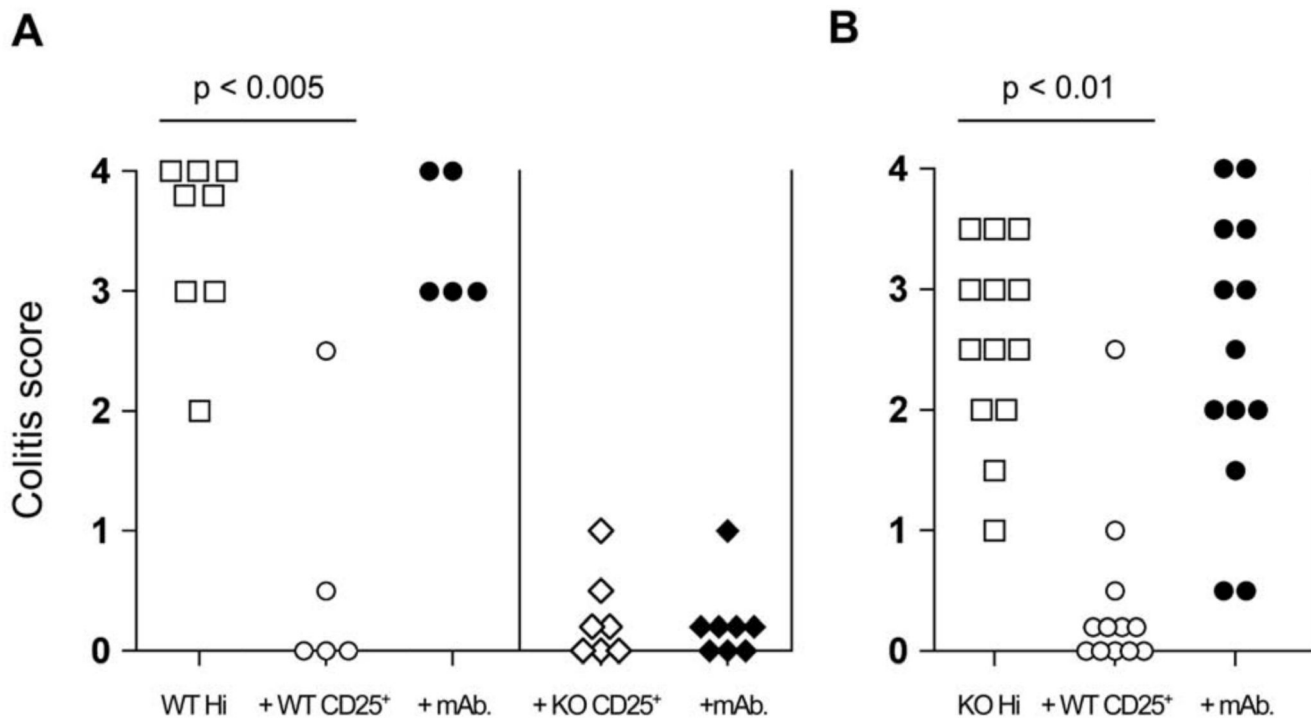 A
B
p < 0.005
p < 0.01
Colitis score
4
3
2
1
0
4
3
2
1
0
WT Hi
+ WT CD25⁺
+ mAb.
+ KO CD25⁺
+mAb.
KO Hi
+ WT CD25⁺
+ mAb.